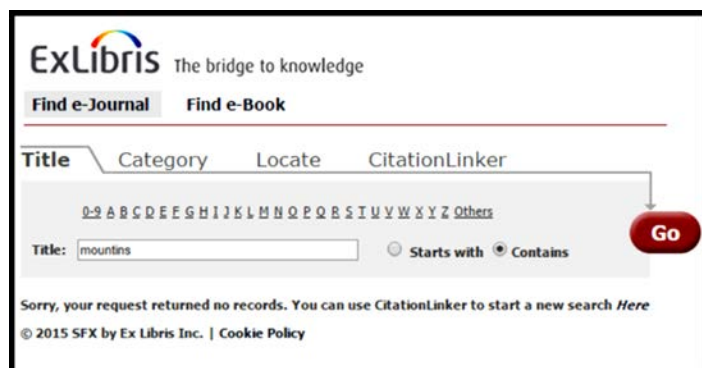 ExLibris The bridge to knowledge
Find e-Journal Find e-Book
Title Category Locate CitationLinker
0-9 A B C D E F G H I J K L M N O P Q R S T U V W X Y Z Others
Go
Title: mountins Starts with Contains
Sorry, your request returned no records. You can use CitationLinker to start a new search Here
© 2015 SFX by Ex Libris Inc. | Cookie Policy